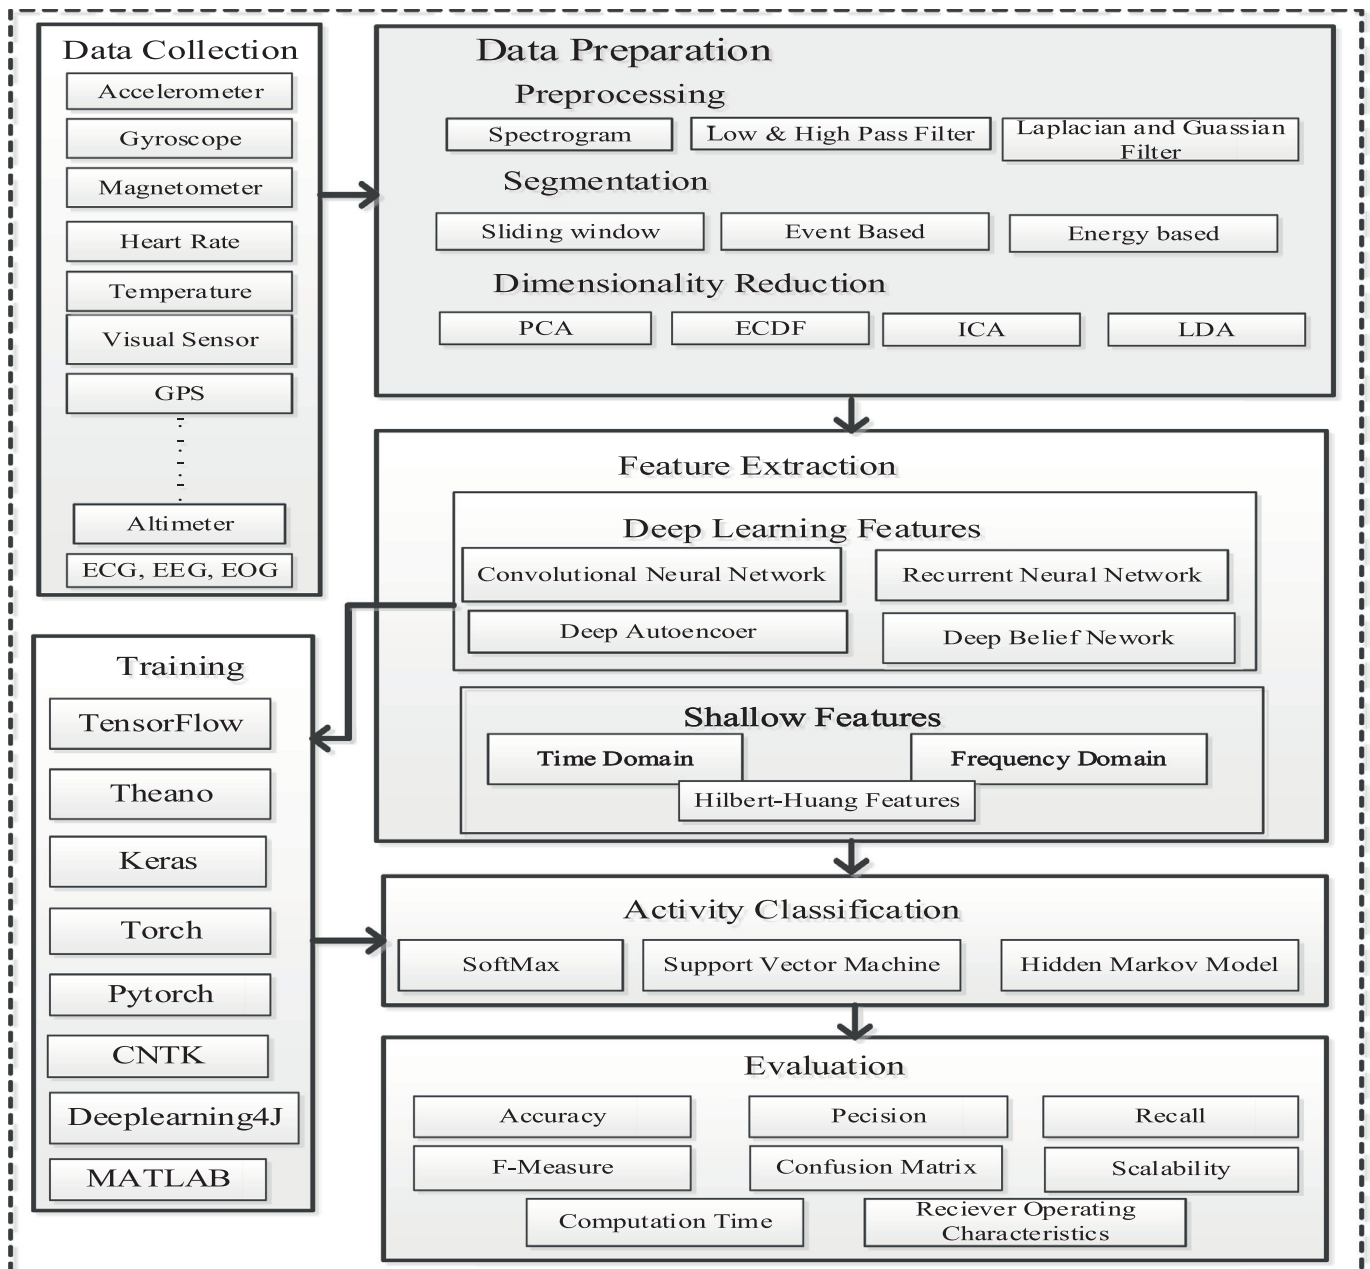 Data Collection
Accelerometer
Gyroscope
Magnetometer
Heart Rate
Temperature
Visual Sensor
GPS
Altimeter
ECG, EEG, EOG
Data Preparation
Preprocessing
Spectrogram
Low & High Pass Filter
Laplacian and Guassian
Filter
Segmentation
Sliding window
Event Based
Energy based
Dimensionality Reduction
PCA
ECDF
ICA
LDA
Feature Extraction
Deep Learning Features
Convolutional Neural Network
Recurrent Neural Network
Deep Autoencoer
Deep Belief Nework
Shallow Features
Time Domain
Frequency Domain
Hilbert-Huang Features
Training
TensorFlow
Theano
Keras
Torch
Pytorch
CNTK
Deeplearning4J
MATLAB
Activity Classification
SoftMax
Support Vector Machine
Hidden Markov Model
Evaluation
Accuracy
Pecision
Recall
F-Measure
Confusion Matrix
Scalability
Computation Time
Reciever Operating
Characteristics